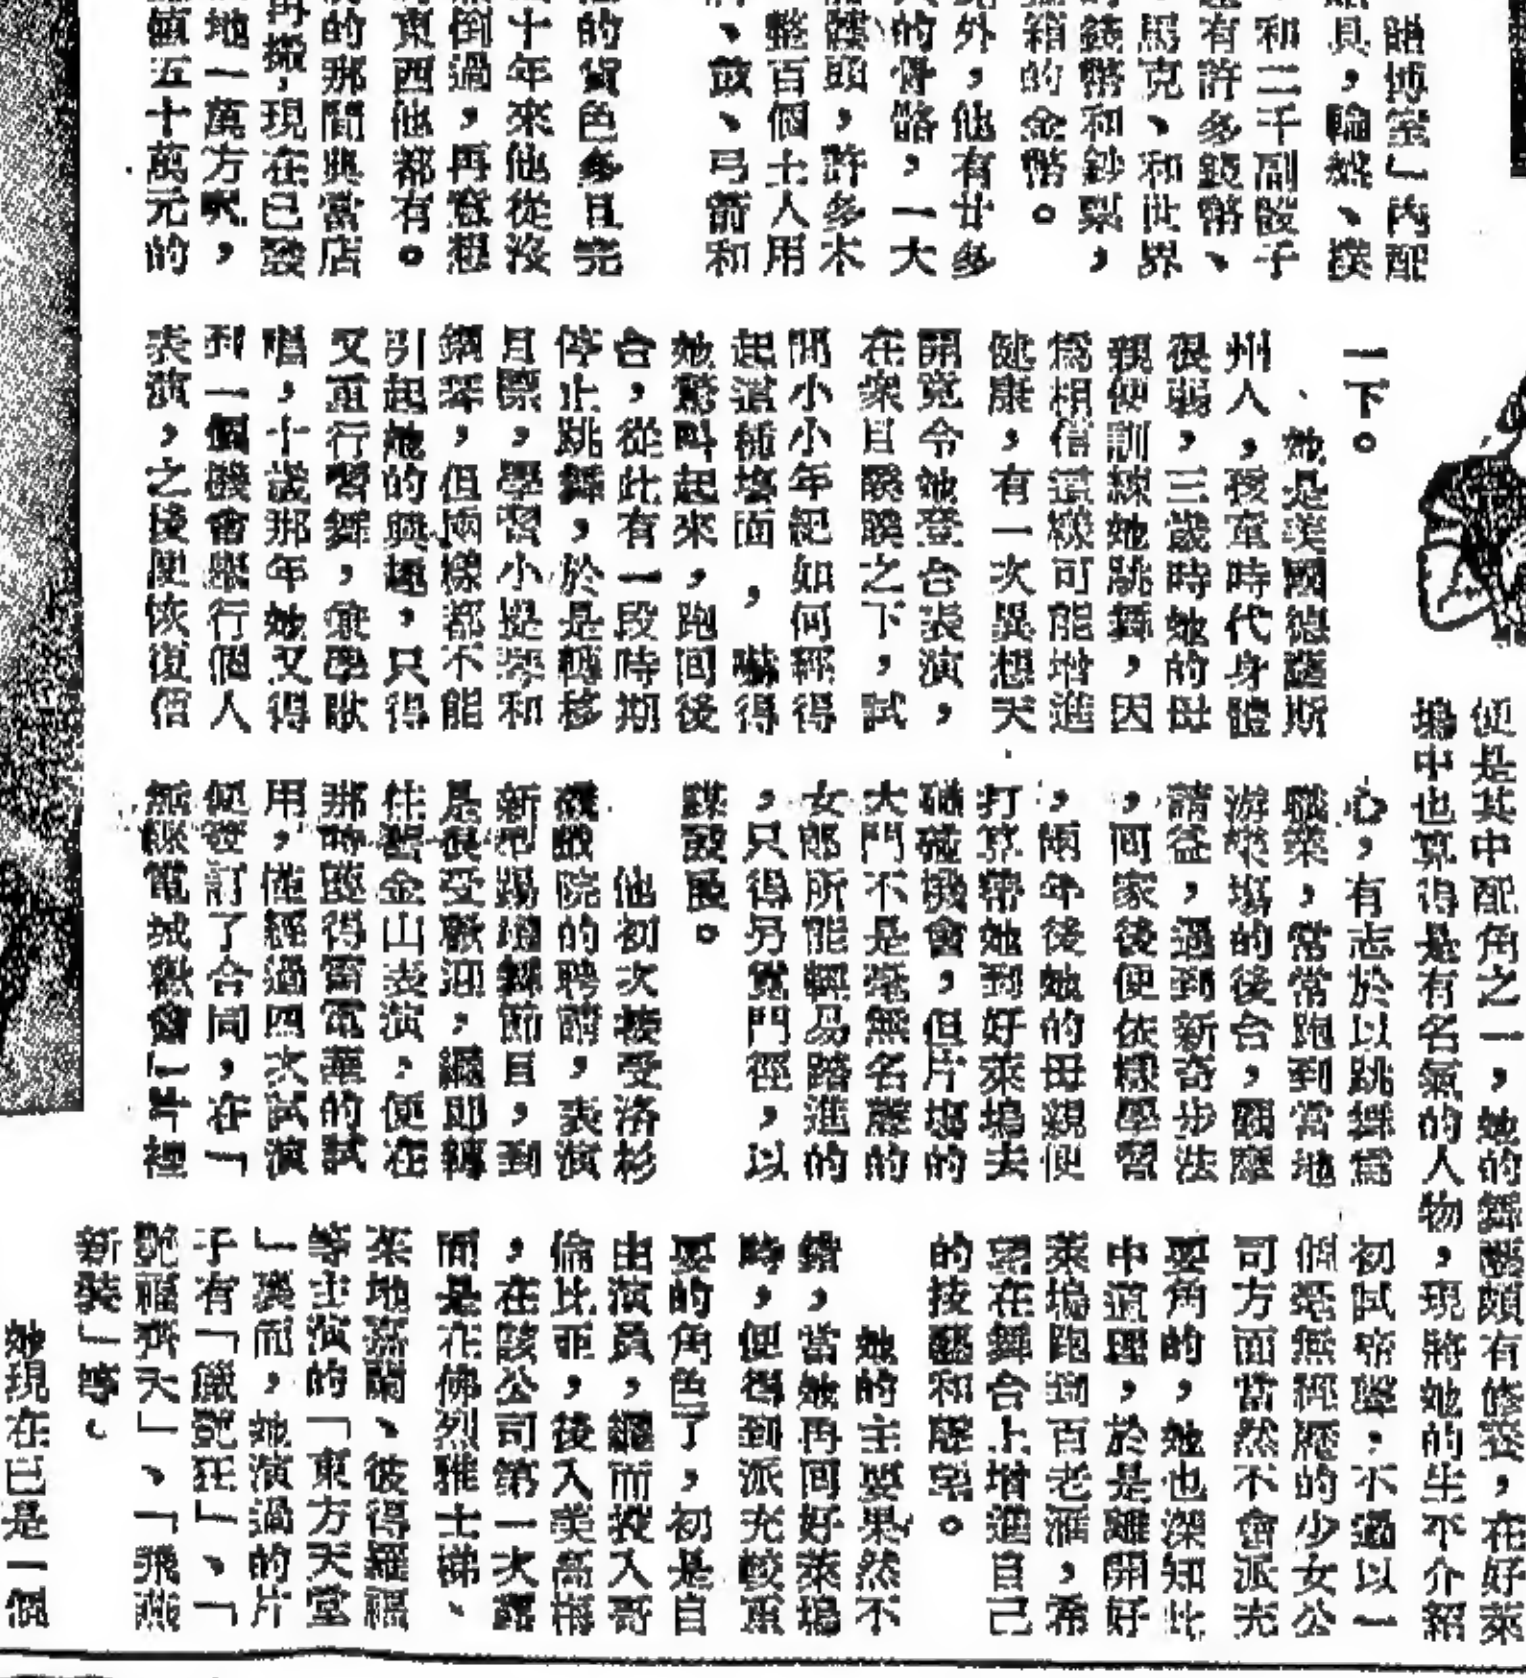 賭博室」內配
具，輪盤、撲
和二千副骰子
有許多銀幣、
馬克、和世界
錢幣和鈔票，
箱的金幣。
外，他有廿多
的骨骼，一大
頭，許多木
整百個土人用
、鼓、弓箭和
的貨色多且完
十年來他從沒
倒過，再意想
東西他都有。
的那間典當店
再搬，現在已發
地一萬方呎，
值五十萬元的
便是其中配角之一，她的舞藝頗有修養，在好萊
塢中也算得是有名氣的人物，現將她的生平介紹
一下。
、她是美國德薩斯
州人，孩童時代身體
很弱，三歲時她的母
親便訓練她跳舞，因
為相信這樣可能增進
健康，有一次異想天
開竟令她登台表演，
在衆目睽睽之下，試
問小小年紀如何經得
起這種塲面，嚇得
她驚叫起來，跑回後
台，從此有一段時期
停止跳舞，於是轉移
目標，學習小提琴和
鋼琴，但兩樣都不能
引起她的興趣，只得
又重行習舞，兼學歌
唱，十歲那年她又得
到一個機會舉行個人
表演，之後便恢復信
心，有志於以跳舞為
職業，常常跑到當地
游樂塲的後台，觀摩
請益，遇到新奇步法
，回家後便依樣學習
，兩年後她的母親便
打算帶她到好萊塢去
碰碰機會，但片塲的
大門不是毫無名聲的
女郎所能輕易踏進的
，只得另覓門徑，以
謀發展。
他初次接受洛杉
磯戲院的聘請，表演
新型踢躂舞節目，到
是很受歡迎，繼即轉
往舊金山表演，便在
那時獲得雷電華的試
用，僅經過四次試演
便簽訂了合同，在「
無線電城歡會」片裡
初試啼聲，不過以一
個毫無經歷的少女公
司方面當然不會派充
要角的，她也深知此
中道理，於是離開好
萊塢跑到百老滙，希
望在舞台上增進自己
的技藝和聲望。
她的主要果然不
錯，當她再回好萊塢
時，便得到派充較重
要的角色了，初是自
由演員，繼而投入哥
倫比亞，後入美高梅
，在該公司第一次露
面是在佛烈雅士梯、
茱地嘉蘭、彼得羅福
等主演的「東方天堂
」獲而，她演過的片
子有「儷艷狂」、「
艷福齊天」、「飛燕
新裝」等。
她現在已是一個